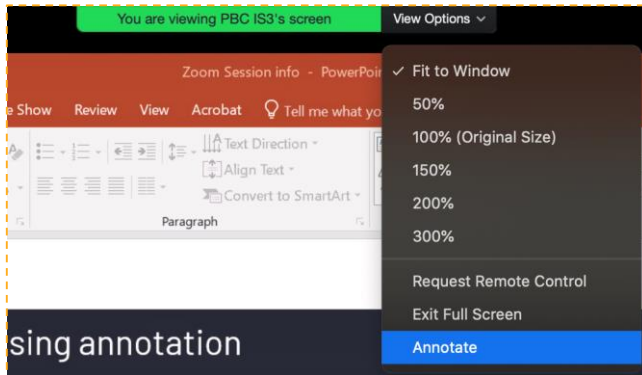 You are viewing PBC IS3's screen
View Options
Zoom Session info - PowerPoi
Show Review View Acrobat Tell me what yo
Fit to Window
50%
100% (Original Size)
150%
200%
300%
Request Remote Control
Exit Full Screen
Annotate
Text Direction
Align Text
Convert to SmartArt
Paragraph
sing annotation